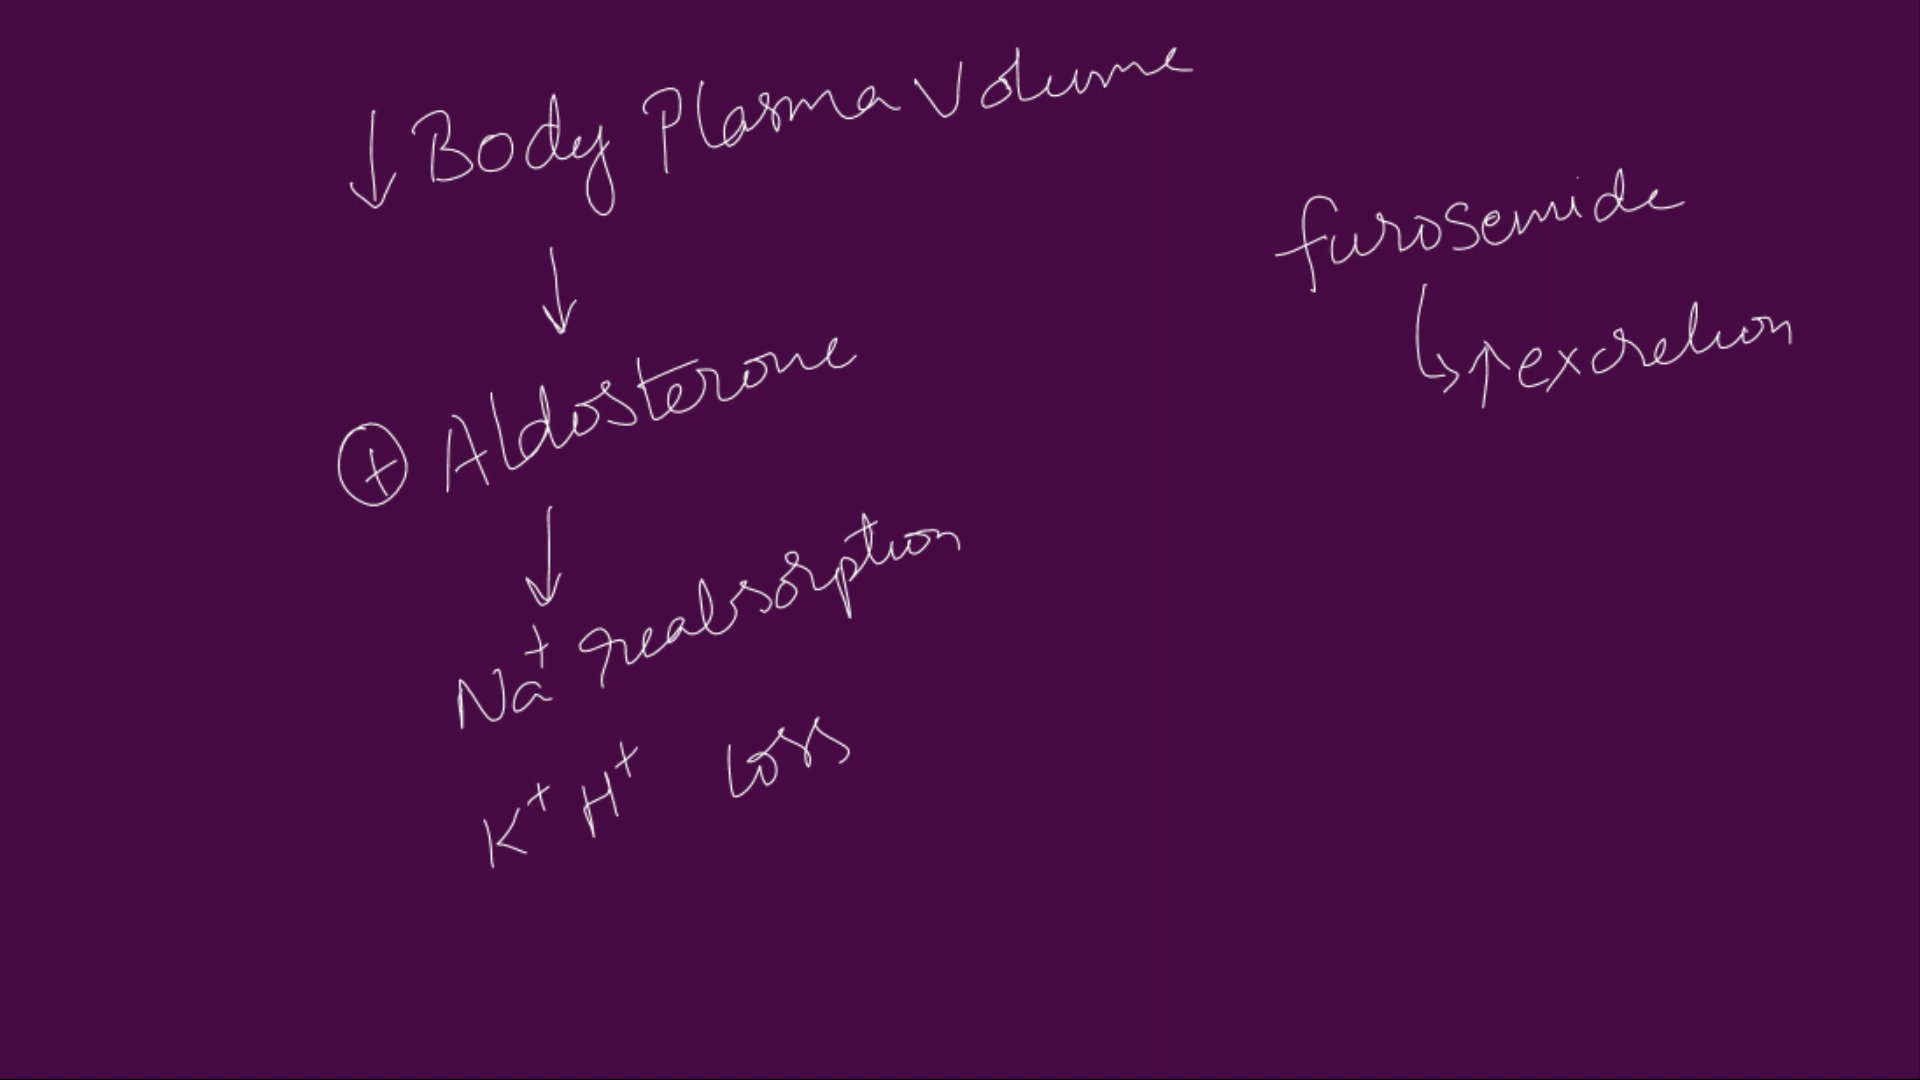 ↓ Body Plasma Volume
↓
⊕ Aldosterone
↓
Na⁺ reabsorption
K⁺ H⁺ loss
furosemide
↳ ↑ excretion